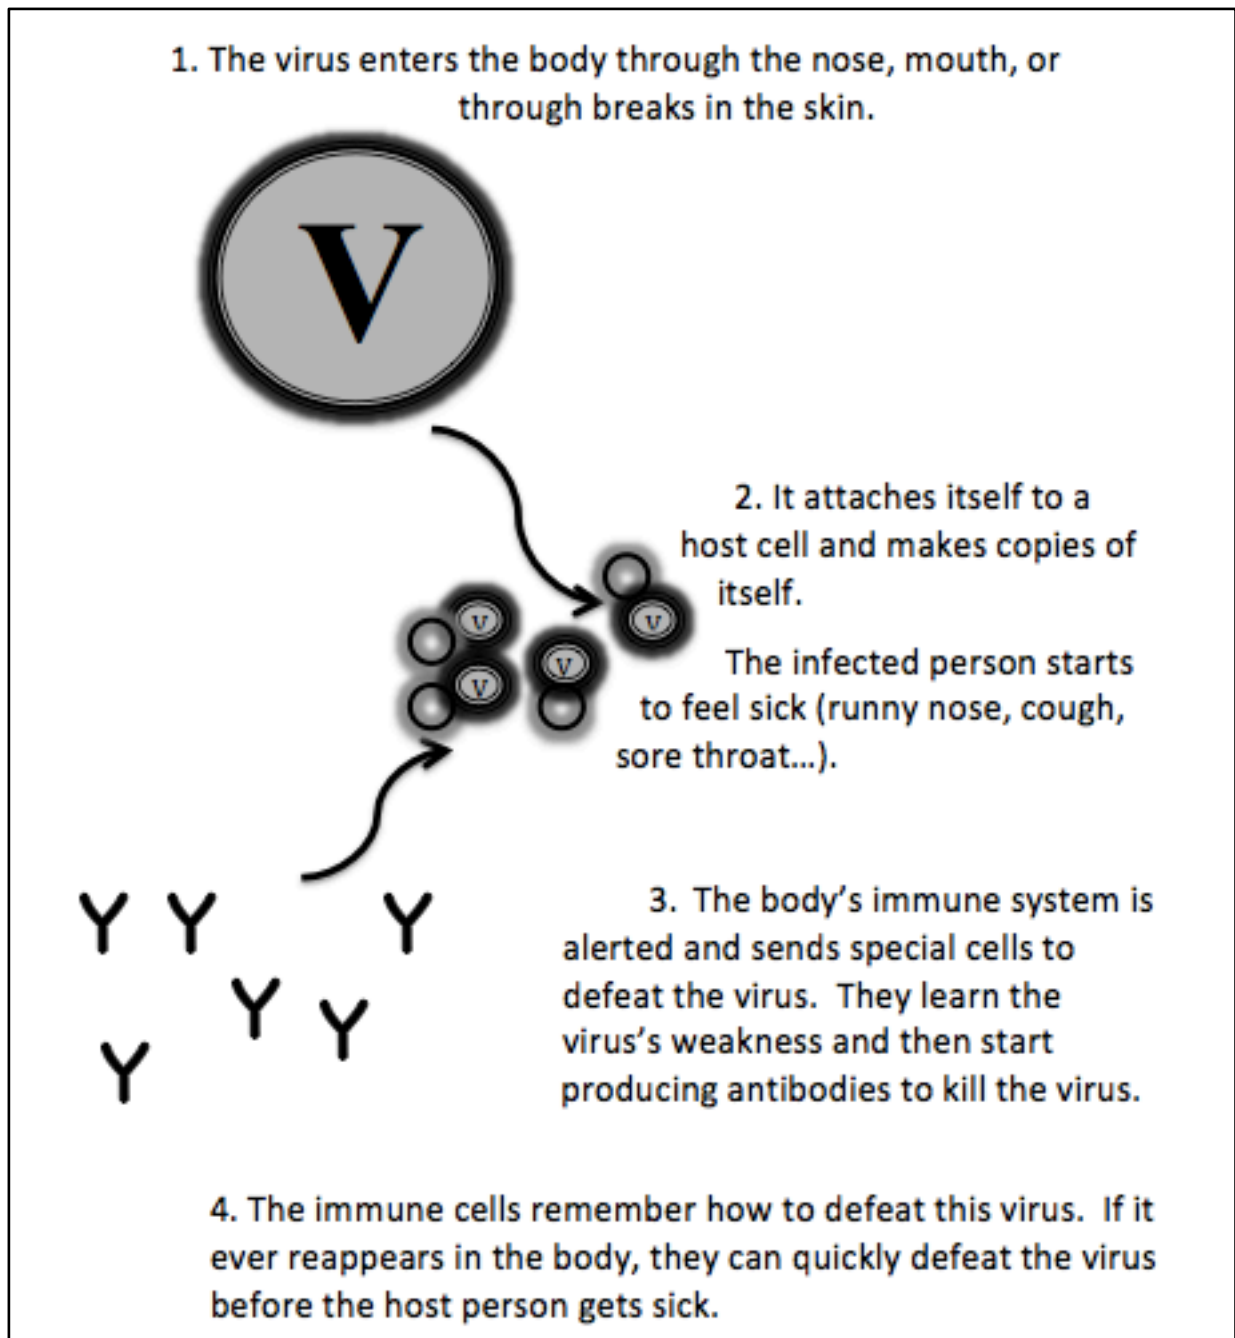 1. The virus enters the body through the nose, mouth, or
through breaks in the skin.
V
2. It attaches itself to a
host cell and makes copies of
itself.
V
V
V
V
The infected person starts
to feel sick (runny nose, cough,
sore throat...).
Y Y Y
Y Y
Y
3.  The body's immune system is
alerted and sends special cells to
defeat the virus.  They learn the
virus's weakness and then start
producing antibodies to kill the virus.
4. The immune cells remember how to defeat this virus.  If it
ever reappears in the body, they can quickly defeat the virus
before the host person gets sick.